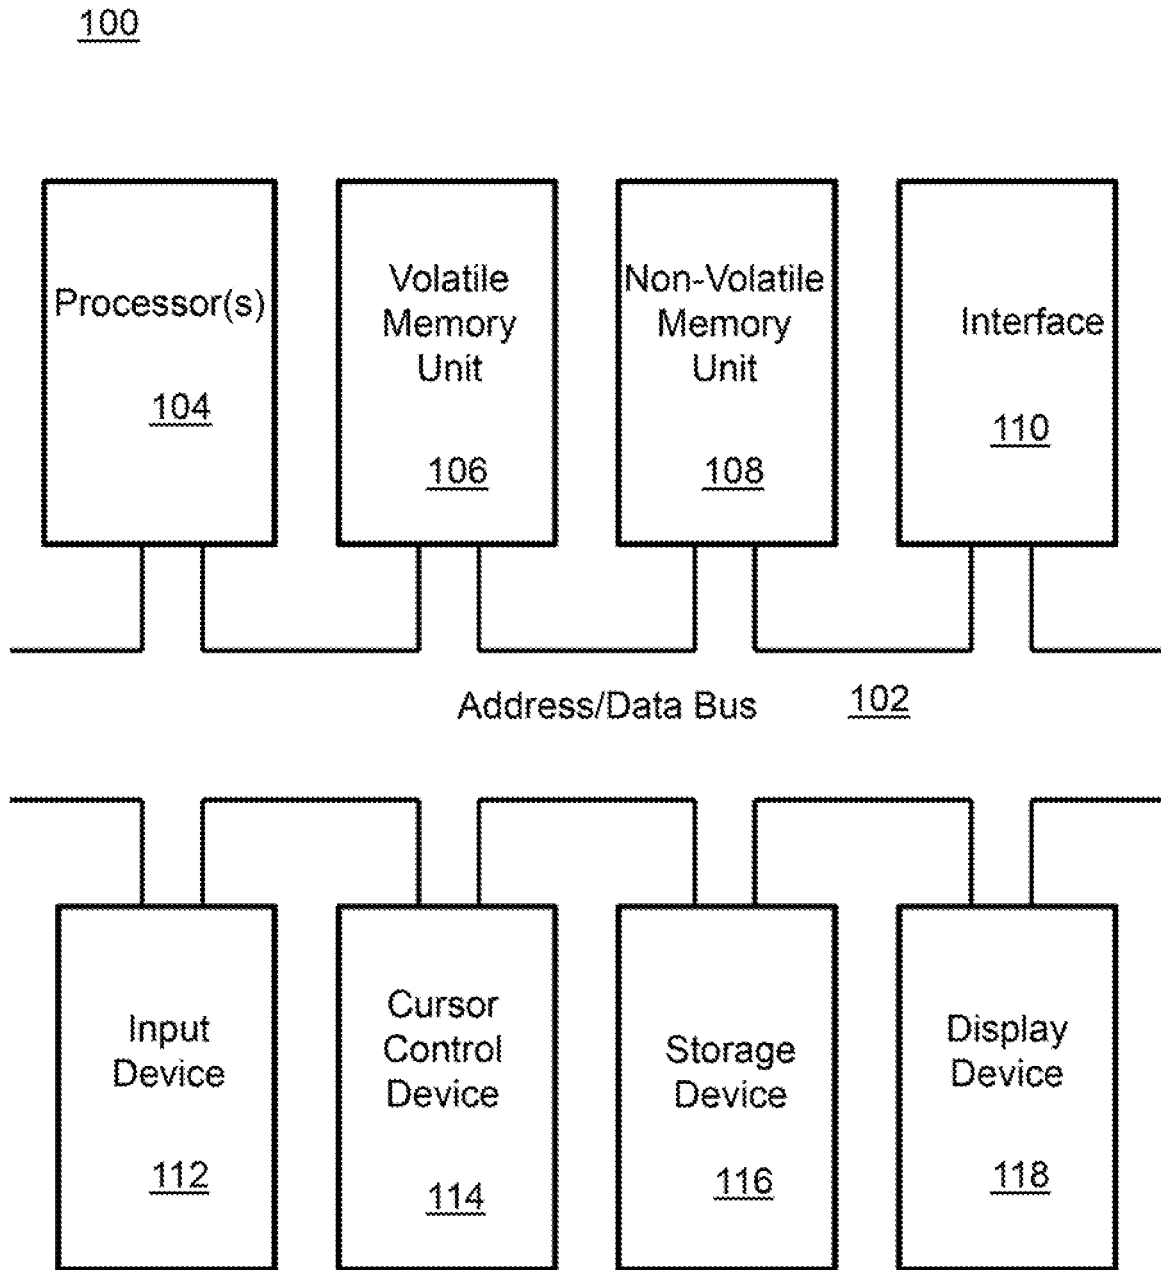 100
Processor(s)
104
Volatile
Memory
Unit
106
Non-Volatile
Memory
Unit
108
Interface
110
Address/Data Bus 102
Input
Device
112
Cursor
Control
Device
114
Storage
Device
116
Display
Device
118